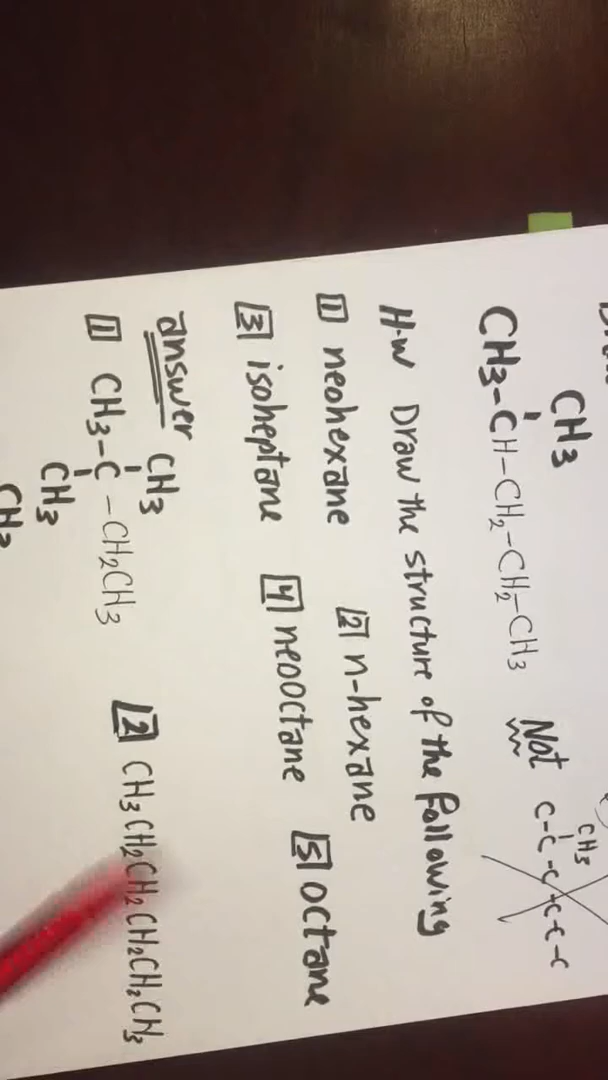 CH3
CH3-CH-CH2-CH2-CH3 Not C-C-C-C-C-C
CH3
H.w Draw the structure of the following
1 neohexane 2 n-hexane
3 isoheptane 4 neooctane 5 octane
answer
CH3
1 CH3-C-CH2CH3 2 CH3CH2CH2CH2CH2CH3
CH3